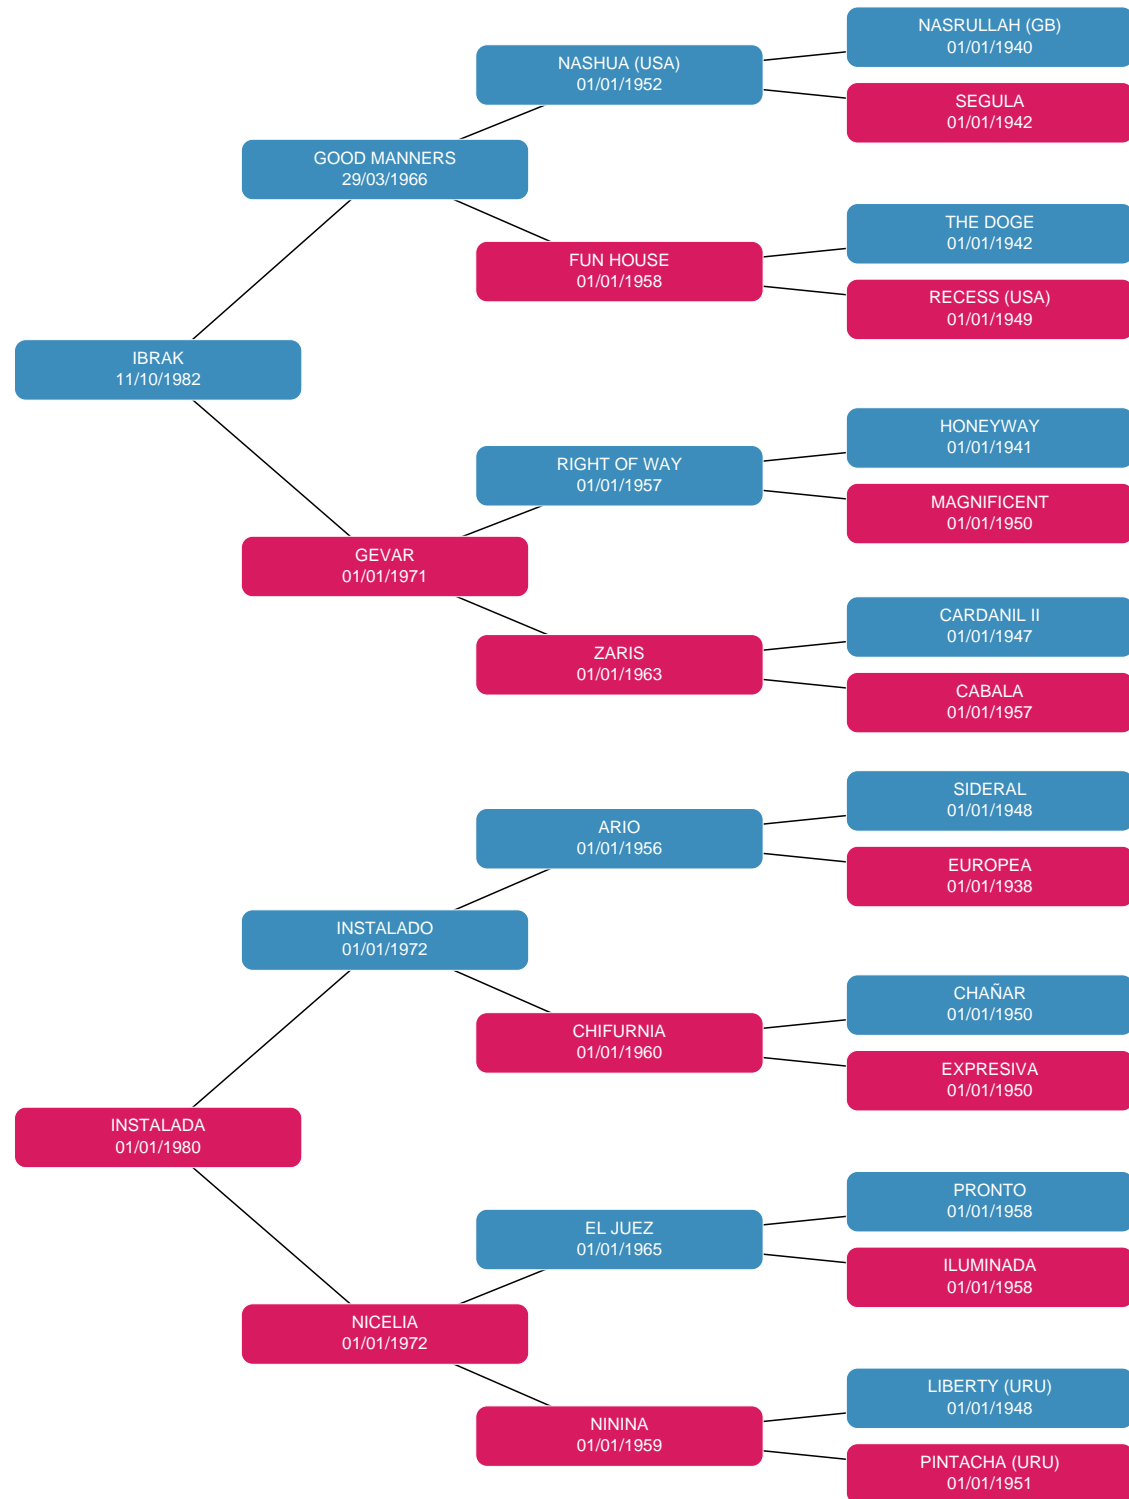 NASRULLAH (GB)
01/01/1940
NASHUA (USA)
01/01/1952
SEGULA
01/01/1942
GOOD MANNERS
29/03/1966
THE DOGE
01/01/1942
FUN HOUSE
01/01/1958
RECESS (USA)
01/01/1949
IBRAK
11/10/1982
HONEYWAY
01/01/1941
RIGHT OF WAY
01/01/1957
MAGNIFICENT
01/01/1950
GEVAR
01/01/1971
CARDANIL II
01/01/1947
ZARIS
01/01/1963
CABALA
01/01/1957
SIDERAL
01/01/1948
ARIO
01/01/1956
EUROPEA
01/01/1938
INSTALADO
01/01/1972
CHAÑAR
01/01/1950
CHIFURNIA
01/01/1960
EXPRESIVA
01/01/1950
INSTALADA
01/01/1980
PRONTO
01/01/1958
EL JUEZ
01/01/1965
ILUMINADA
01/01/1958
NICELIA
01/01/1972
LIBERTY (URU)
01/01/1948
NININA
01/01/1959
PINTACHA (URU)
01/01/1951